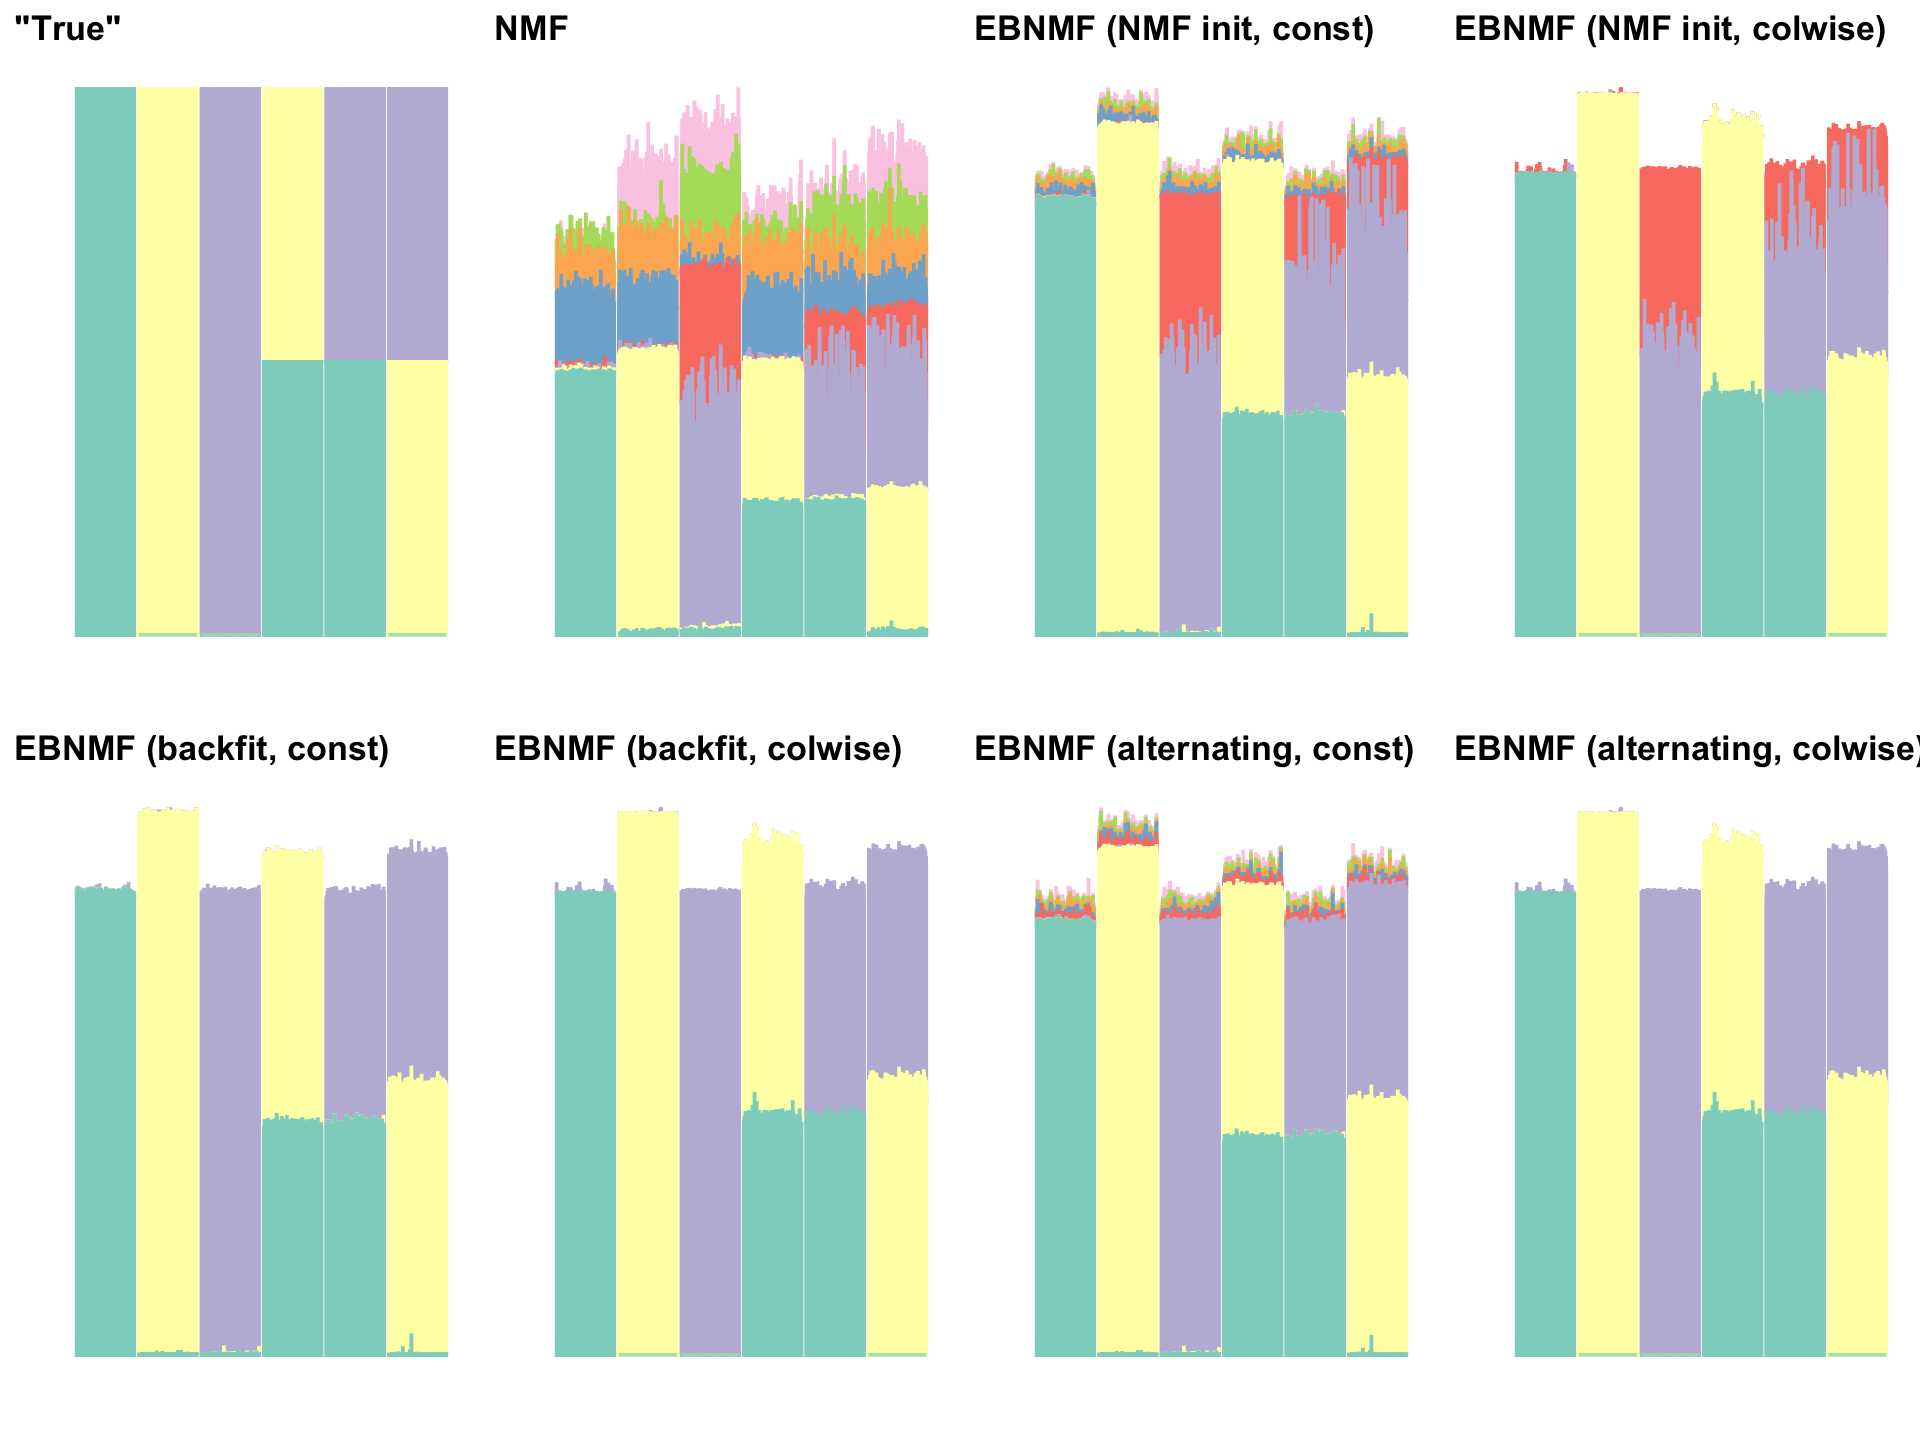 "True"
NMF
EBNMF (NMF init, const)
EBNMF (NMF init, colwise)
EBNMF (backfit, const)
EBNMF (backfit, colwise)
EBNMF (alternating, const)
EBNMF (alternating, colwise)